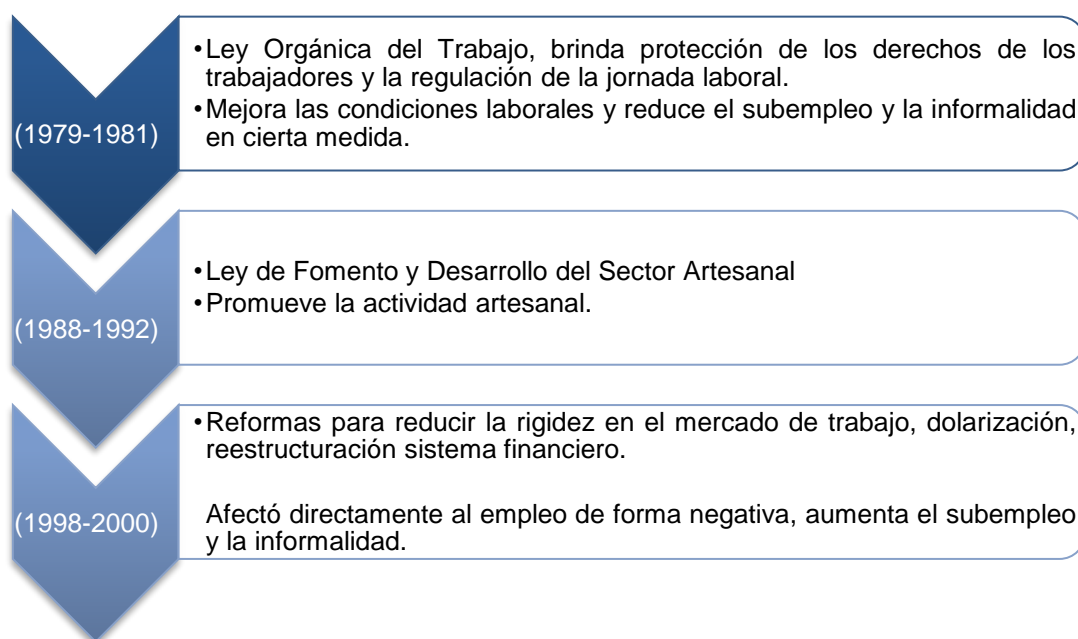 (1979-1981)
•Ley Orgánica del Trabajo, brinda protección de los derechos de los
trabajadores y la regulación de la jornada laboral.
•Mejora las condiciones laborales y reduce el subempleo y la informalidad
en cierta medida.
(1988-1992)
•Ley de Fomento y Desarrollo del Sector Artesanal
•Promueve la actividad artesanal.
(1998-2000)
•Reformas para reducir la rigidez en el mercado de trabajo, dolarización,
reestructuración sistema financiero.
Afectó directamente al empleo de forma negativa, aumenta el subempleo
y la informalidad.